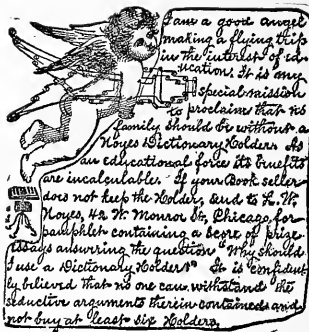 I am a good angel
making a flying trip
in the interest of ed-
ucation. It is my
special mission
to proclaim that no
family should be without a
Noyes Dictionary Holder. As
an educational force its benefits
are incalculable. If your Book seller
does not keep the Holder, send to L. W.
Noyes, 42 W. Monroe St, Chicago, for
pamphlet containing a score of prize
essays answering the question "Why should
I use a Dictionary Holder?" It is confident-
ly believed that no one can withstand the
seductive arguments therein contained and
not buy at least six Holders.